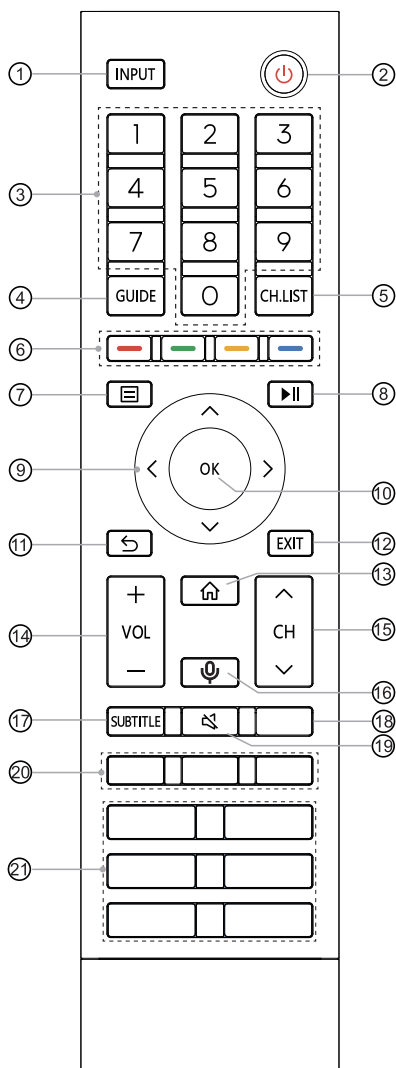 ① INPUT ②
1 2 3
③ 4 5 6
7 8 9
④ GUIDE 0 CH.LIST ⑤
⑥
⑦ ⑧
⑨ OK
⑩
⑪ EXIT ⑫
⑬
+
⑭ VOL CH ⑮
—
⑯
⑰ SUBTITLE ⑱
⑲
⑳
㉑